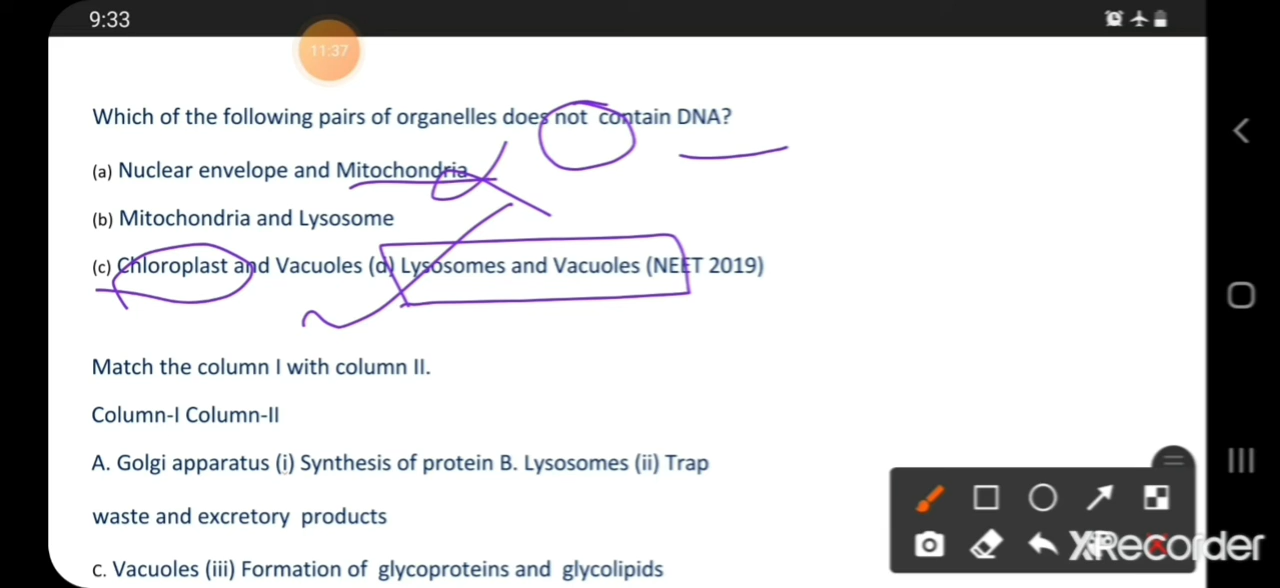 9:33
11:37
Which of the following pairs of organelles does not contain DNA?
(a) Nuclear envelope and Mitochondria
(b) Mitochondria and Lysosome
(c) Chloroplast and Vacuoles (d) Lysosomes and Vacuoles (NEET 2019)
Match the column I with column II.
Column-I Column-II
A. Golgi apparatus (i) Synthesis of protein B. Lysosomes (ii) Trap
waste and excretory products
C. Vacuoles (iii) Formation of glycoproteins and glycolipids
XRecorder